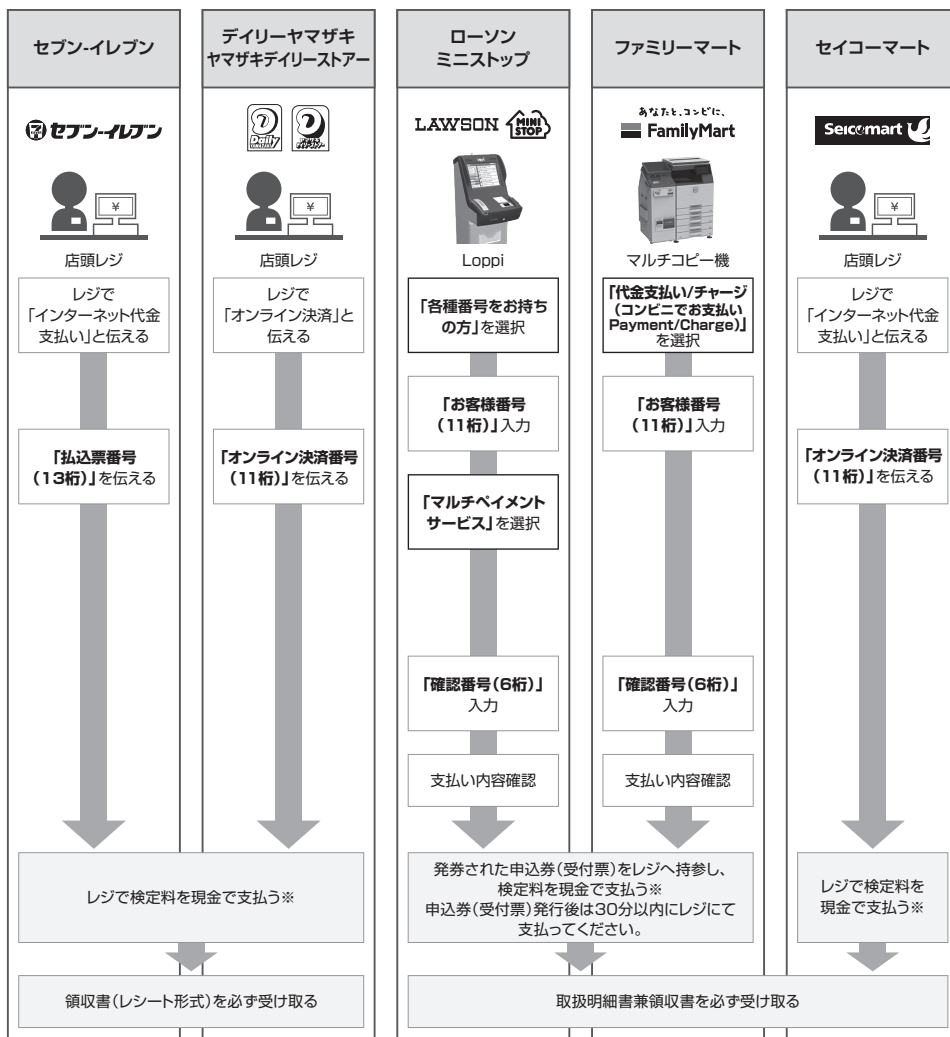 セブン‐イレブン
デイリーヤマザキ
ヤマザキデイリーストアー
ローソン
ミニストップ
ファミリーマート
セイコーマート
セブン‐イレブン
Daily
LAWSON
MINI
STOP
あなたと、コンビに、
FamilyMart
Seicomart
¥
¥
¥
店頭レジ
店頭レジ
Loppi
マルチコピー機
店頭レジ
レジで
「インターネット代金
支払い」と伝える
レジで
「オンライン決済」と
伝える
「各種番号をお持ち
の方」を選択
「代金支払い/チャージ
(コンビニでお支払い
Payment/Charge)」
を選択
レジで
「インターネット代金
支払い」と伝える
「お客様番号
(11桁)」入力
「お客様番号
(11桁)」入力
「払込票番号
(13桁)」を伝える
「オンライン決済番号
(11桁)」を伝える
「オンライン決済番号
(11桁)」を伝える
「マルチペイメント
サービス」を選択
「確認番号(6桁)」
入力
「確認番号(6桁)」
入力
支払い内容確認
支払い内容確認
レジで検定料を現金で支払う※
発券された申込券(受付票)をレジへ持参し、
検定料を現金で支払う※
申込券(受付票)発行後は30分以内にレジにて
支払ってください。
レジで検定料を
現金で支払う※
領収書(レシート形式)を必ず受け取る
取扱明細書兼領収書を必ず受け取る